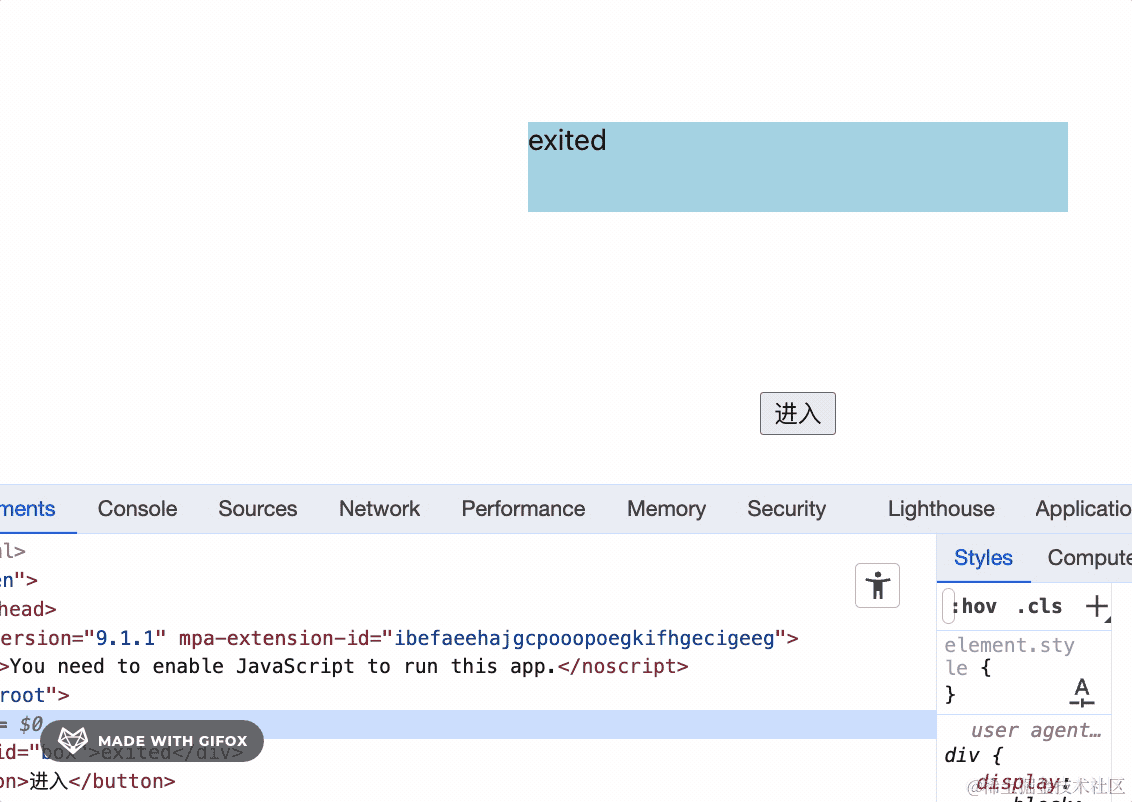 exited
进入
ments Console Sources Network Performance Memory Security Lighthouse Applicatio
Styles Compute
:hov .cls
nl>
en">
head>
ersion="9.1.1" mpa-extension-id="ibefaeehajgcpooopoegkifhgecigeeg">
>You need to enable JavaScript to run this app.</noscript>
root">
= $0
id="box">exited</div>
on>进入</button>
MADE WITH GIFOX
element.sty
le {
}
user agent…
div {
display:
block;
@稀土掘金技术社区